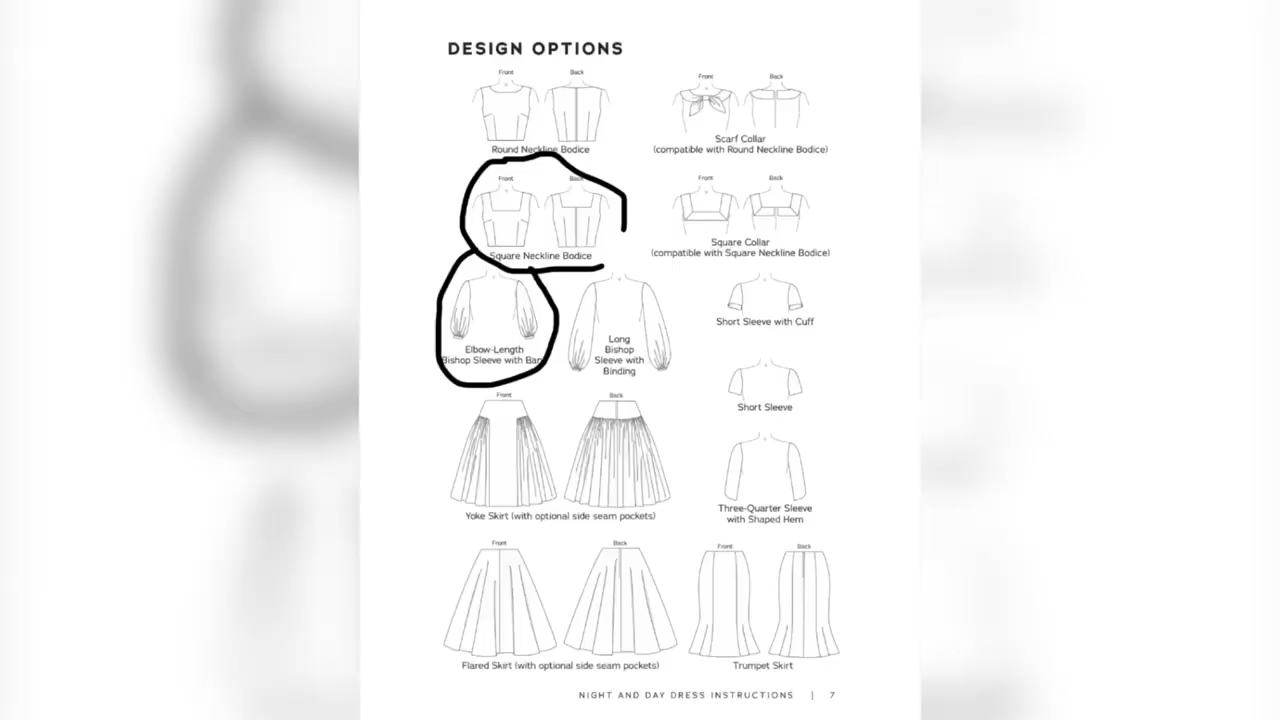 DESIGN OPTIONS
Front Back
Round Neckline Bodice
Front Back
Scarf Collar
(compatible with Round Neckline Bodice)
Front Back
Square Neckline Bodice
Front Back
Square Collar
(compatible with Square Neckline Bodice)
Elbow-Length
Bishop Sleeve with Ban
Long
Bishop
Sleeve with
Binding
Short Sleeve with Cuff
Short Sleeve
Front Back
Yoke Skirt (with optional side seam pockets)
Three-Quarter Sleeve
with Shaped Hem
Front Back
Flared Skirt (with optional side seam pockets)
Front Back
Trumpet Skirt
NIGHT AND DAY DRESS INSTRUCTIONS | 7